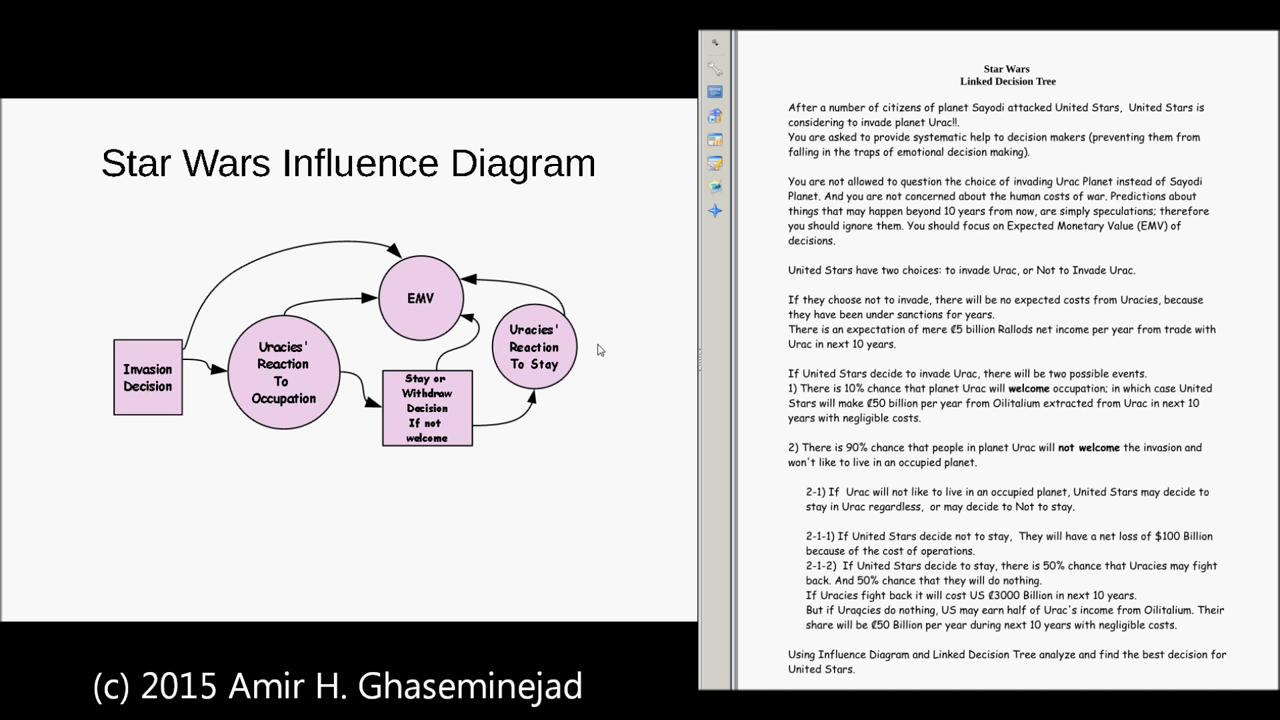 Star Wars Influence Diagram
Invasion
Decision
Uracies'
Reaction
To
Occupation
EMV
Stay or
Withdraw
Decision
If not
welcome
Uracies'
Reaction
To Stay
(c) 2015 Amir H. Ghaseminejad
Star Wars
Linked Decision Tree
After a number of citizens of planet Sayodi attacked United Stars, United Stars is
considering to invade planet Urac!!.
You are asked to provide systematic help to decision makers (preventing them from
falling in the traps of emotional decision making).
You are not allowed to question the choice of invading Urac Planet instead of Sayodi
Planet. And you are not concerned about the human costs of war. Predictions about
things that may happen beyond 10 years from now, are simply speculations; therefore
you should ignore them. You should focus on Expected Monetary Value (EMV) of
decisions.
United Stars have two choices: to invade Urac, or Not to Invade Urac.
If they choose not to invade, there will be no expected costs from Uracies, because
they have been under sanctions for years.
There is an expectation of mere ₡5 billion Rallods net income per year from trade with
Urac in next 10 years.
If United Stars decide to invade Urac, there will be two possible events.
1) There is 10% chance that planet Urac will welcome occupation; in which case United
Stars will make ₡50 billion per year from Oilitalium extracted from Urac in next 10
years with negligible costs.
2) There is 90% chance that people in planet Urac will not welcome the invasion and
won't like to live in an occupied planet.
2-1) If Urac will not like to live in an occupied planet, United Stars may decide to
stay in Urac regardless, or may decide to Not to stay.
2-1-1) If United Stars decide not to stay, They will have a net loss of $100 Billion
because of the cost of operations.
2-1-2) If United Stars decide to stay, there is 50% chance that Uracies may fight
back. And 50% chance that they will do nothing.
If Uracies fight back it will cost US ₡3000 Billion in next 10 years.
But if Uraqcies do nothing, US may earn half of Urac's income from Oilitalium. Their
share will be ₡50 Billion per year during next 10 years with negligible costs.
Using Influence Diagram and Linked Decision Tree analyze and find the best decision for
United Stars.